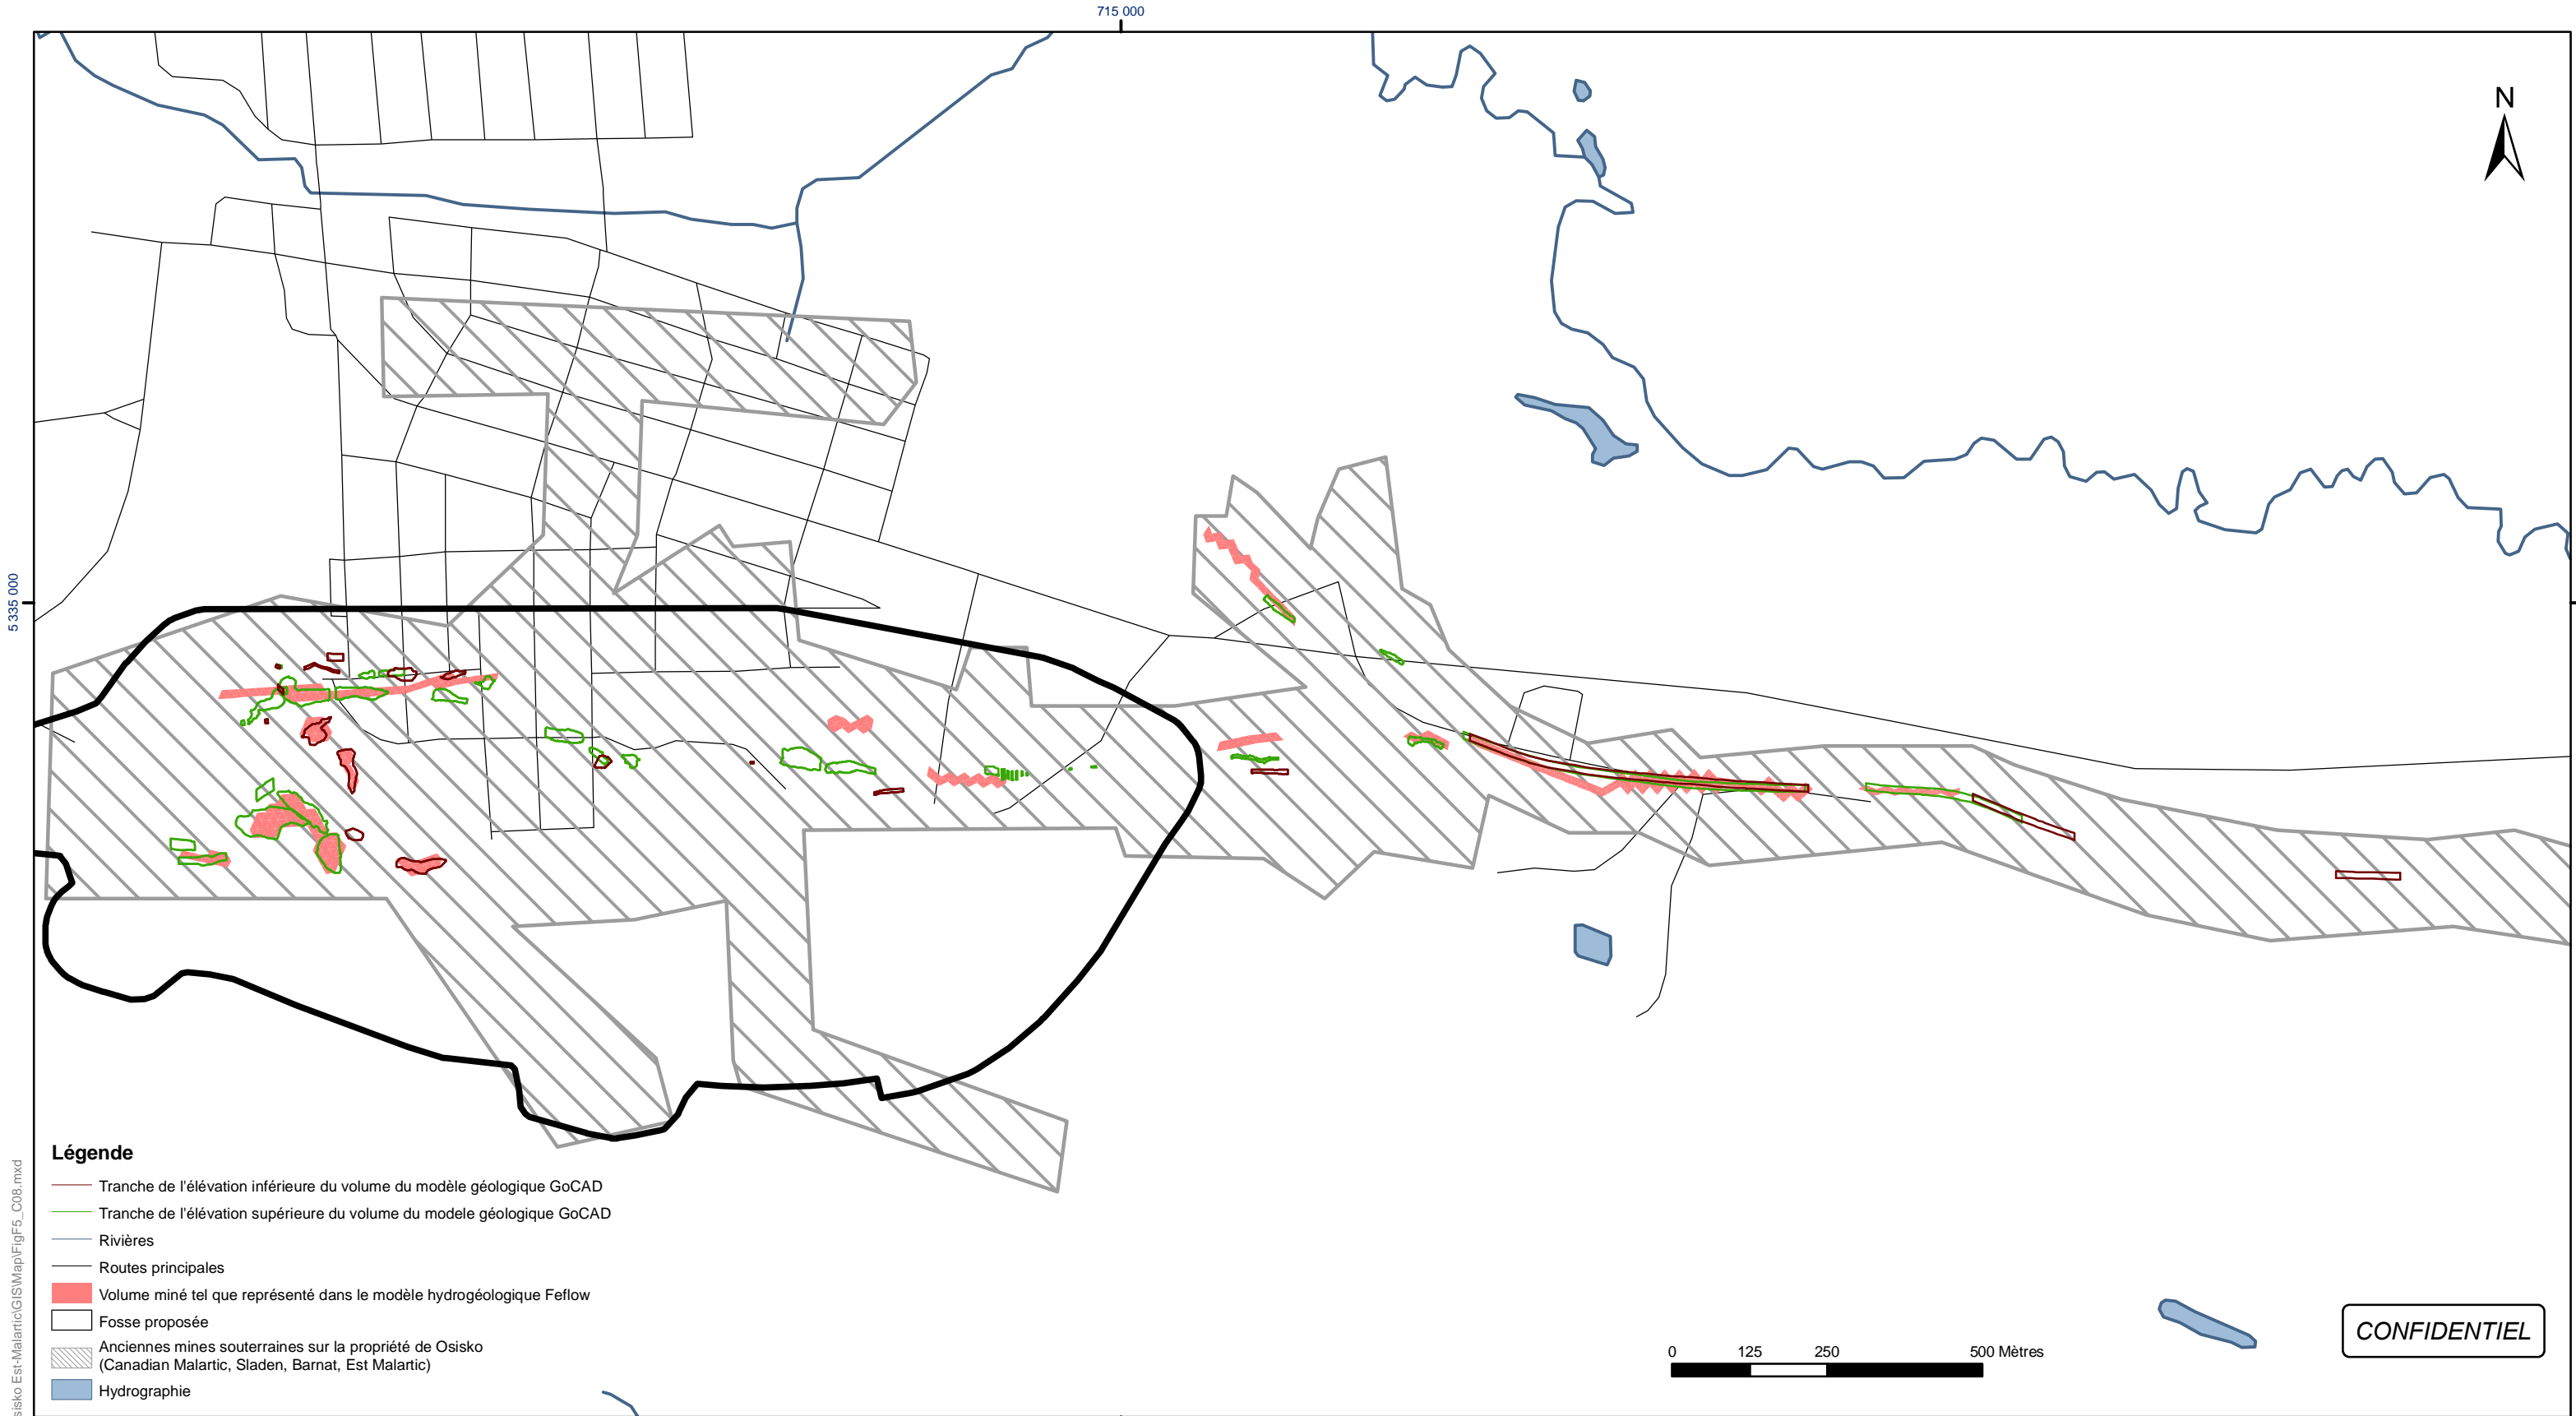 715 000
N
5 335 000
Légende
Tranche de l'élévation inférieure du volume du modèle géologique GoCAD
Tranche de l'élévation supérieure du volume du modele géologique GoCAD
Rivières
Routes principales
Volume miné tel que représenté dans le modèle hydrogéologique Feflow
Fosse proposée
Anciennes mines souterraines sur la propriété de Osisko
(Canadian Malartic, Sladen, Barnat, Est Malartic)
Hydrographie
0 125 250 500 Mètres
CONFIDENTIEL
sisko Est-Malartic\GIS\Map\FigF5_C08.mxd